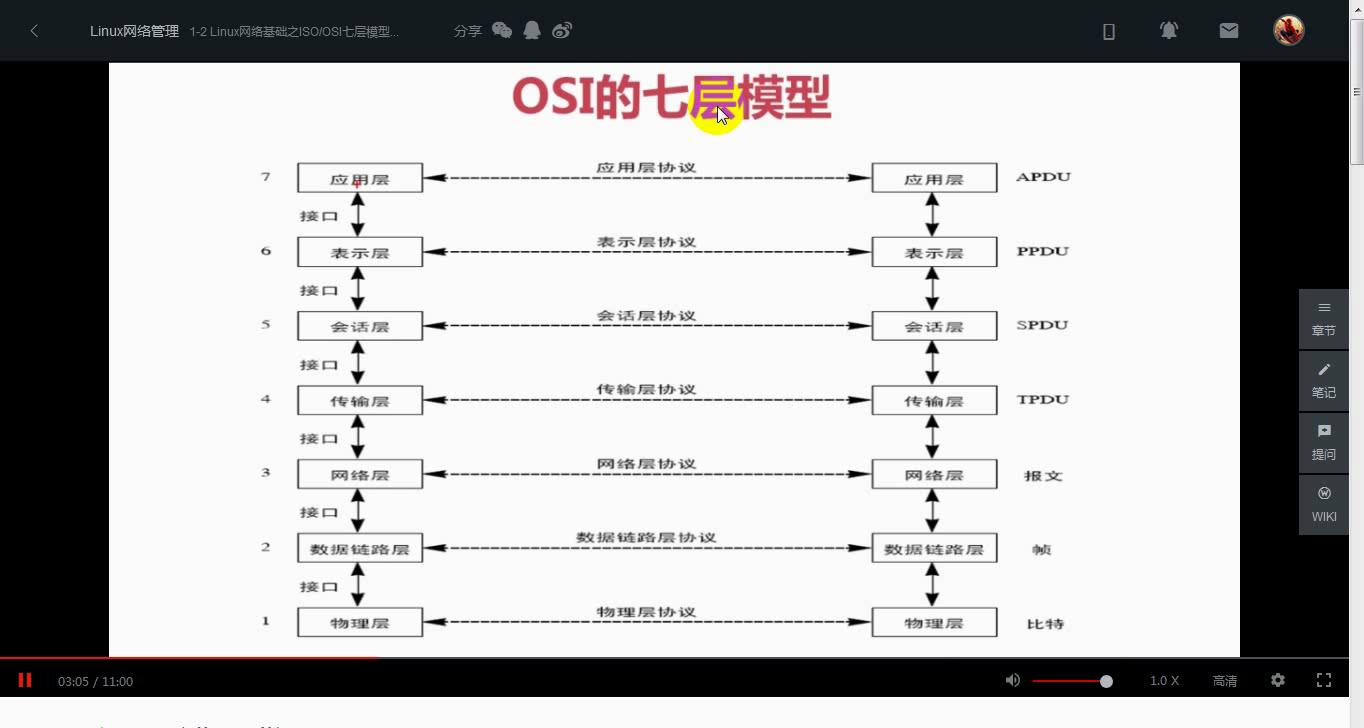 Linux网络管理 1-2 Linux网络基础之ISO/OSI七层模型... 分享
OSI的七层模型
7 应用层 应用层协议 应用层 APDU
接口
6 表示层 表示层协议 表示层 PPDU
接口
5 会话层 会话层协议 会话层 SPDU
接口
4 传输层 传输层协议 传输层 TPDU
接口
3 网络层 网络层协议 网络层 报文
接口
2 数据链路层 数据链路层协议 数据链路层 帧
接口
1 物理层 物理层协议 物理层 比特
章节
笔记
提问
WIKI
03:05 / 11:00 1.0 X 高清